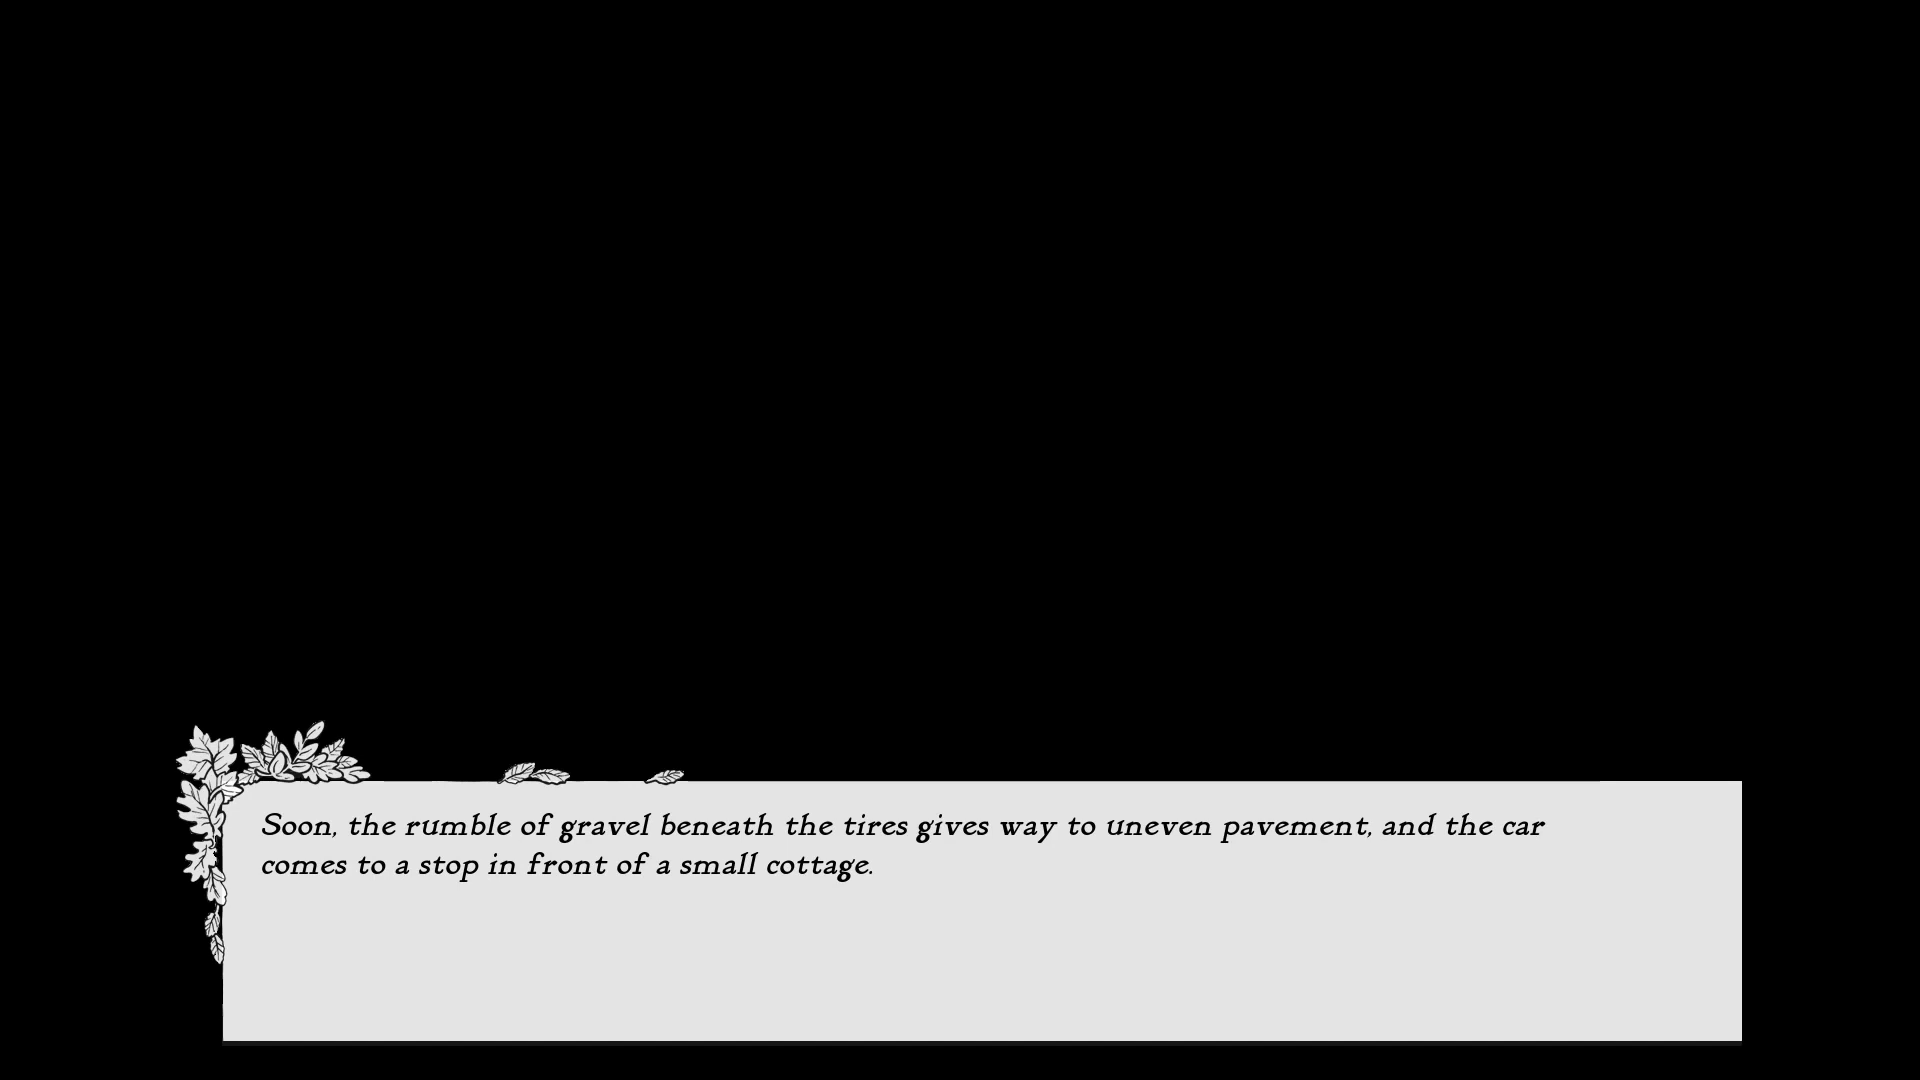 Soon, the rumble of gravel beneath the tires gives way to uneven pavement, and the car
comes to a stop in front of a small cottage.